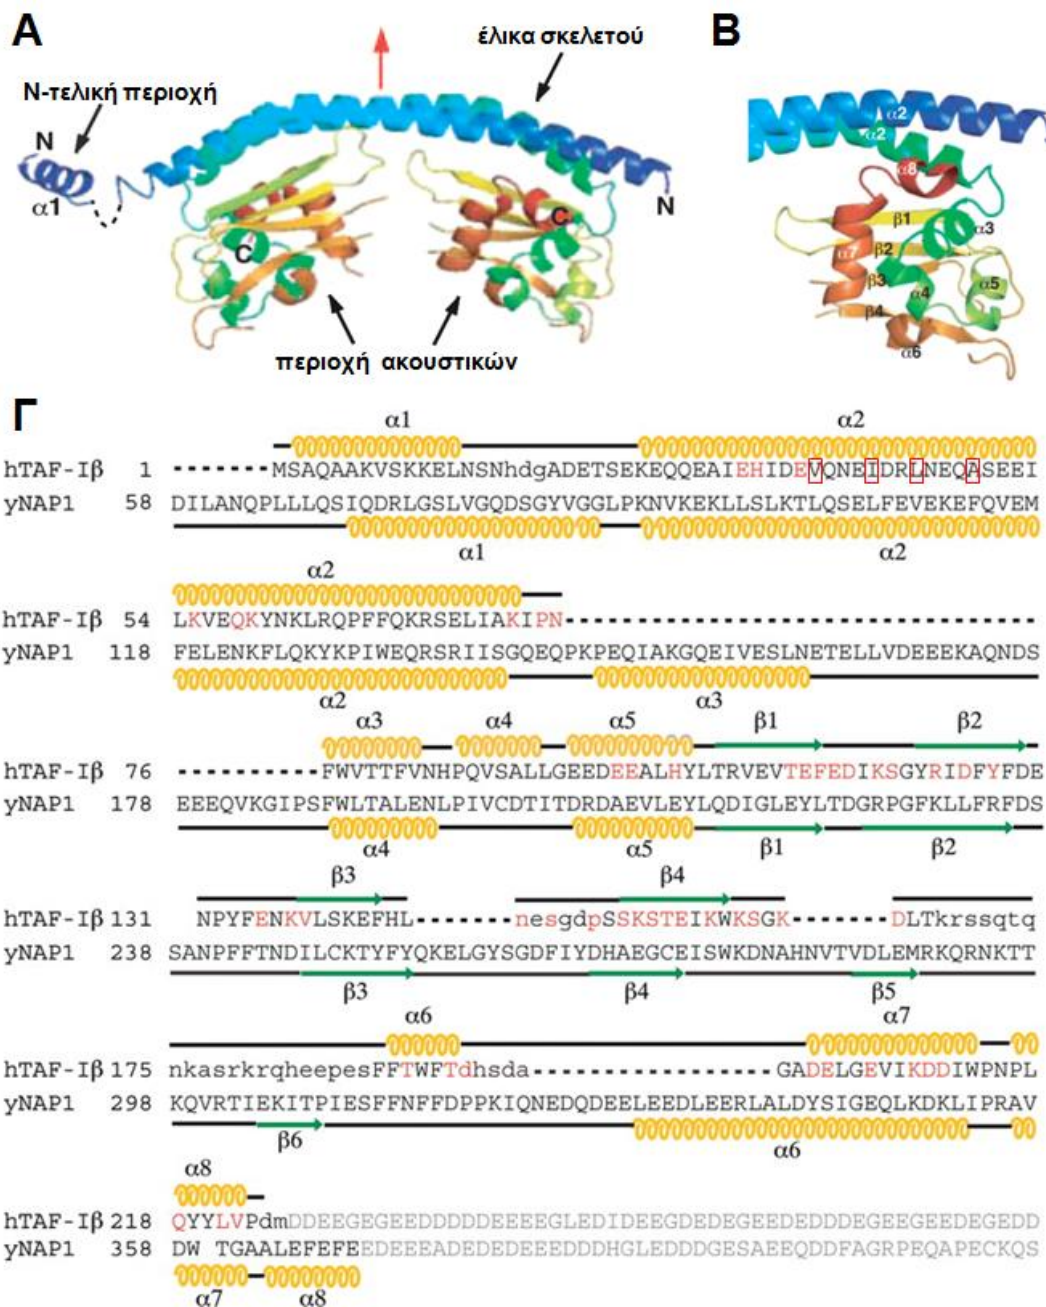 A
B
έλικα σκελετού
N-τελική περιοχή
N
α1
C
C
N
περιοχή ακουστικών
α2
α2
α8
β1
α3
α7
β2
β3
α4
α5
β4
α6
Γ
α1 α2
hTAF-Iβ 1 ------MSAQAAKVSKKELNSNhdgADETSEKEQQEAIEHIDEVQNEIDRLNEQASEEI
yNAP1 58 DILANQPLLLQSIQDRLGSLVGQDSGYVGGLPKNVKEKLLSLKTLQSELFEVEKEFQVEM
α1 α2
α2
hTAF-Iβ 54 LKVEQKYNKLRQPFFQKRSELIAKIPN
yNAP1 118 FELENKFLQKYKPIWEQRSRIISGQEQPKPEQIAKGQEIVESLNETELLVDEEEKAQNDS
α2 α3
α3 α4 α5 β1 β2
hTAF-Iβ 76 FWVTTFVNHPQVSALLGEEDEEALHYLTRVEVTEFEDIKSGYRIDFYFDE
yNAP1 178 EEEQVKGIPSFWLTALENLPIVCDTITDRDAEVLEYLQDIGLEYLTDGRPGFKLLFRFDS
α4 α5 β1 β2
β3 β4
hTAF-Iβ 131 NPYFENKVLSKEFHL-------nesgdpSSKSTEIKWKSGK-------DLTkrssqtq
yNAP1 238 SANPFFTNDILCKTYFYQKELGYSGDFIYDHAEGCEISWKDNAHNVTVDLEMRKQRNKTT
β3 β4 β5
α6 α7
hTAF-Iβ 175 nkasrkrqheepesFFTWFTdhsda-----------------GADELGEVIKDDIWPNPL
yNAP1 298 KQVRTIEKITPIESFFNFFDPPKIQNEDQDEELEEDLEERLALDYSIGEQLKDKLIPRAV
β6 α6
α8
hTAF-Iβ 218 QYYLVPdmDDEEGEGEEDDDDDEEEEGLEDIDEEGDEDEGEEDEDDDEGEEGEEDEGEDD
yNAP1 358 DW TGAALEFEFEEDEEEADEDEDEEEDDDHGLEDDDGESAEEQDDFAGRPEQAPECKQS
α7 α8